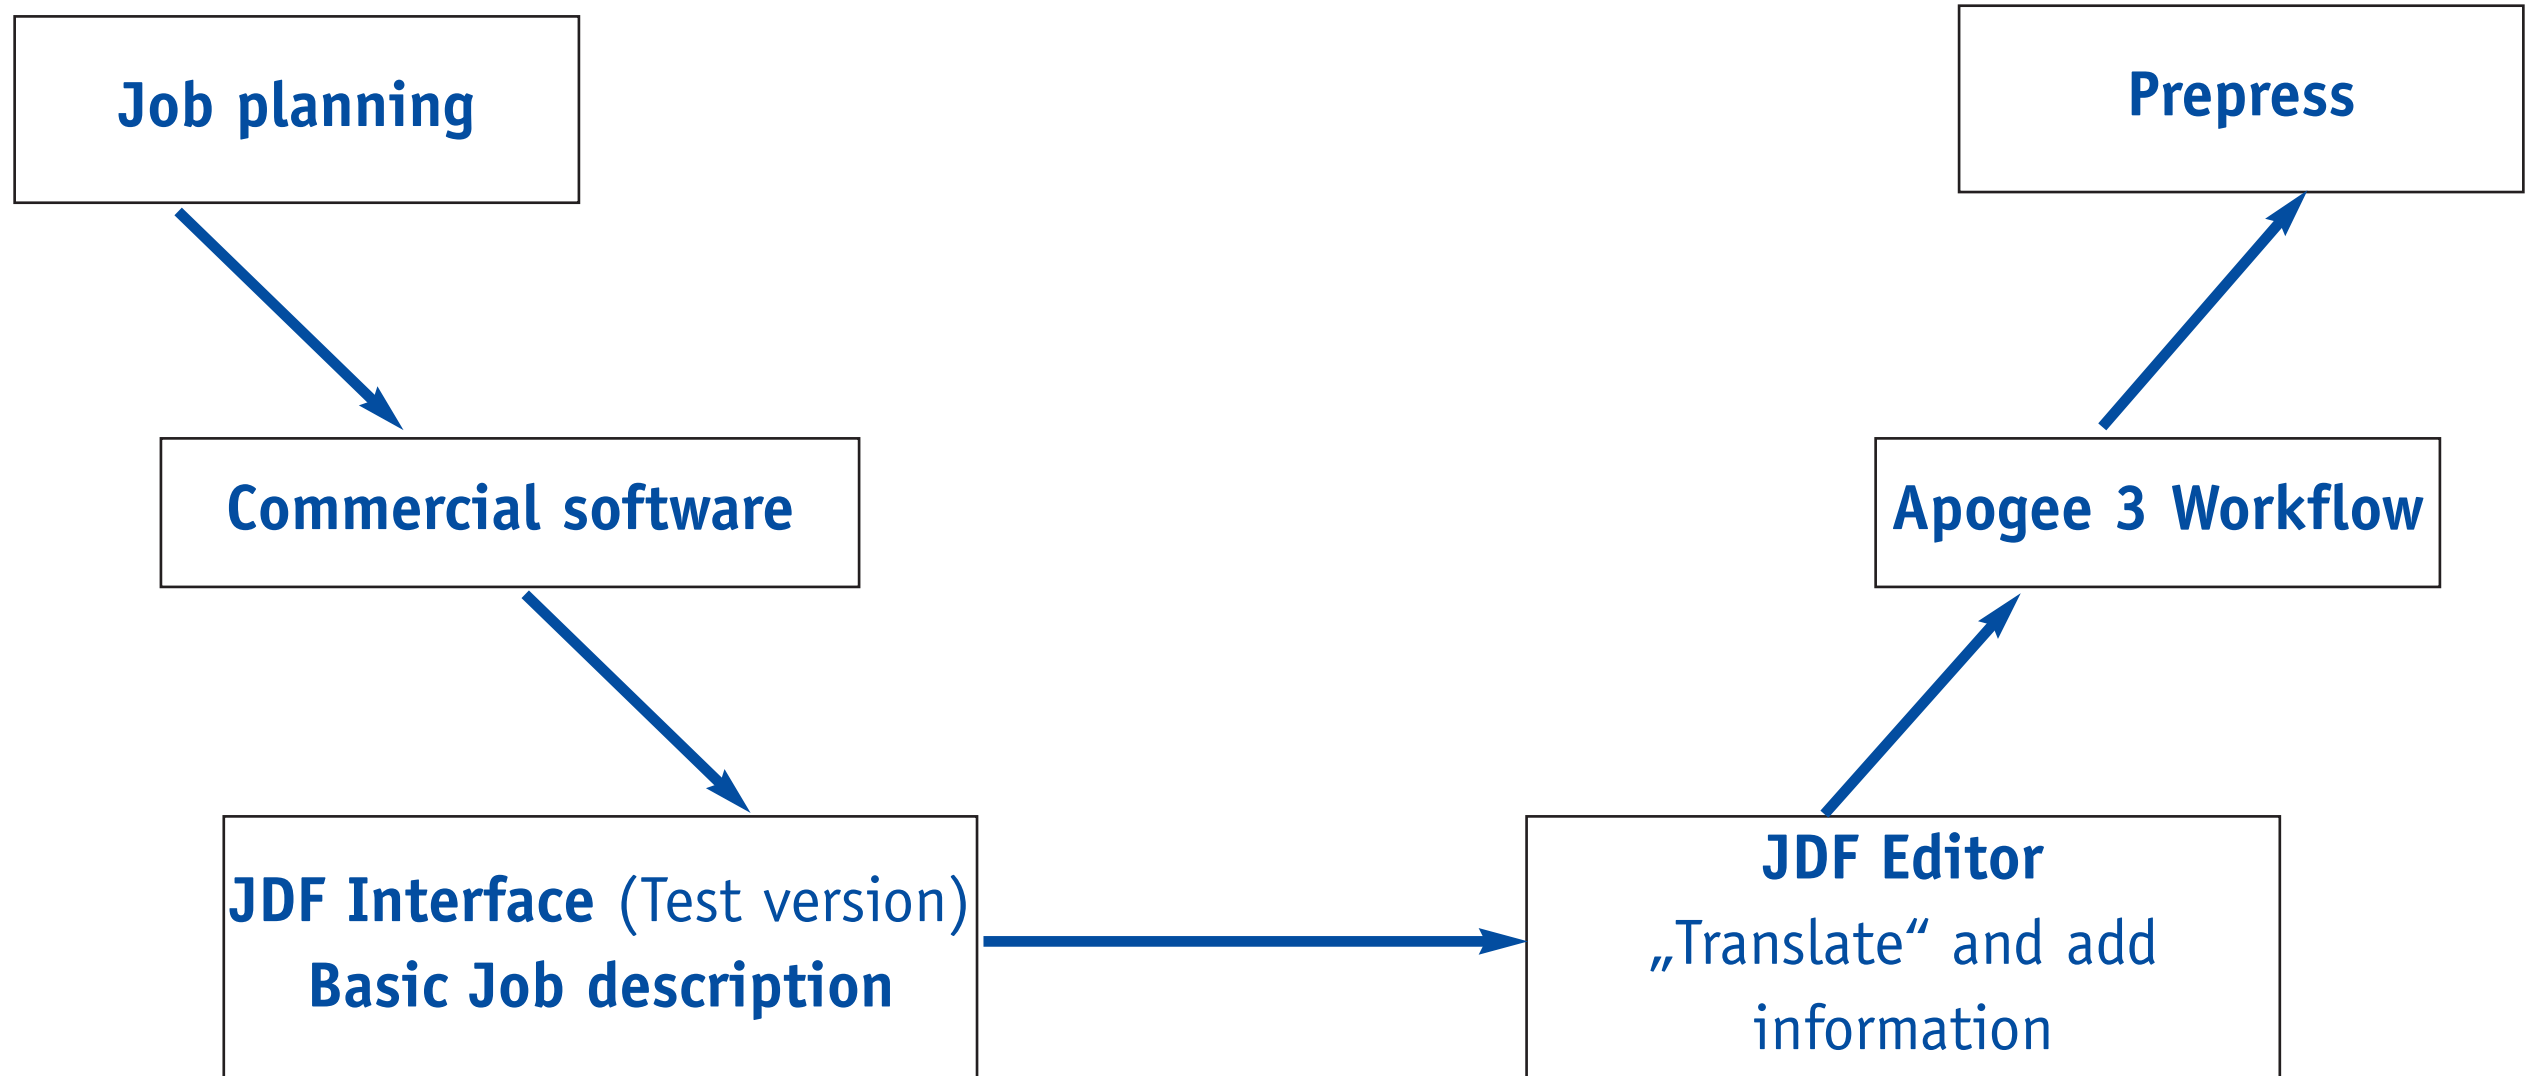 Job planning
Prepress
Commercial software
Apogee 3 Workflow
JDF Interface (Test version)
Basic Job description
JDF Editor
„Translate“ and add
information